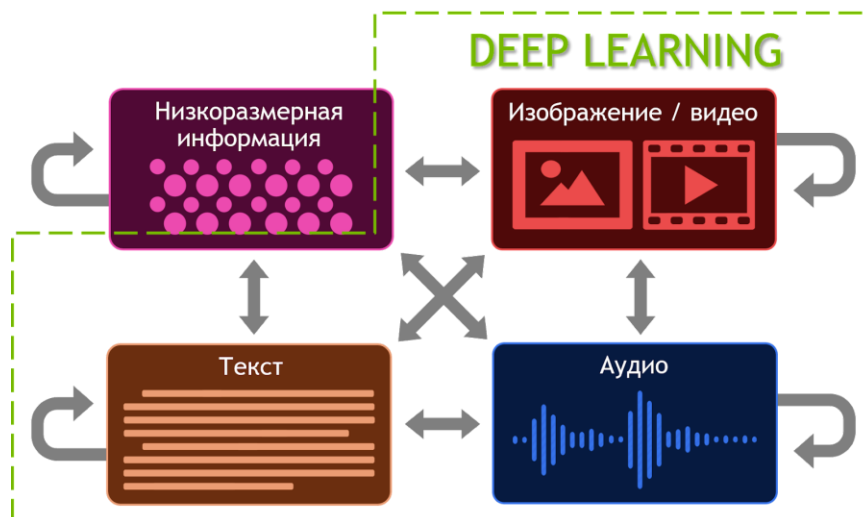 DEEP LEARNING
Низкоразмерная
информация
Изображение / видео
Текст
Аудио